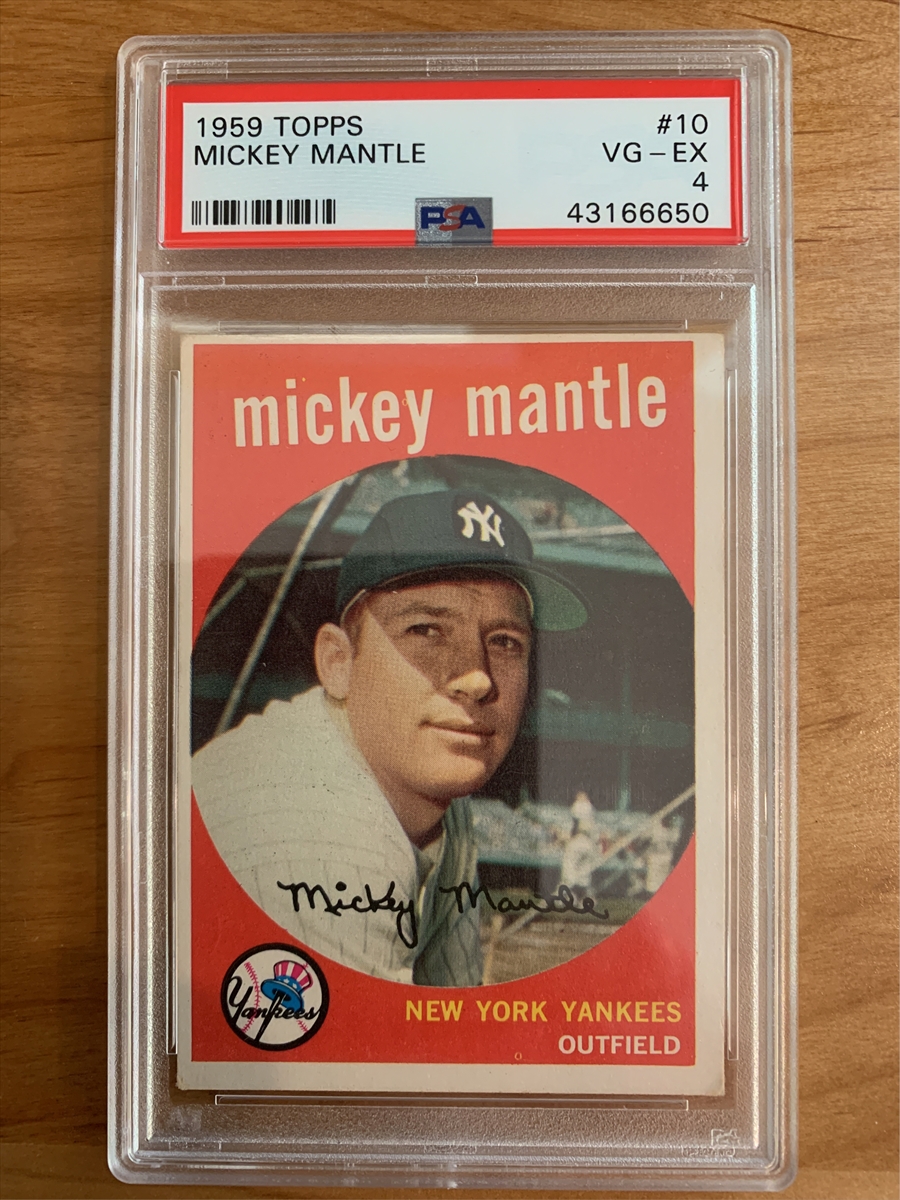 1959 TOPPS #10
MICKEY MANTLE VG-EX
4
PSA 43166650
mickey mantle
NY
Mickey Mantle
Yankees
NEW YORK YANKEES
OUTFIELD